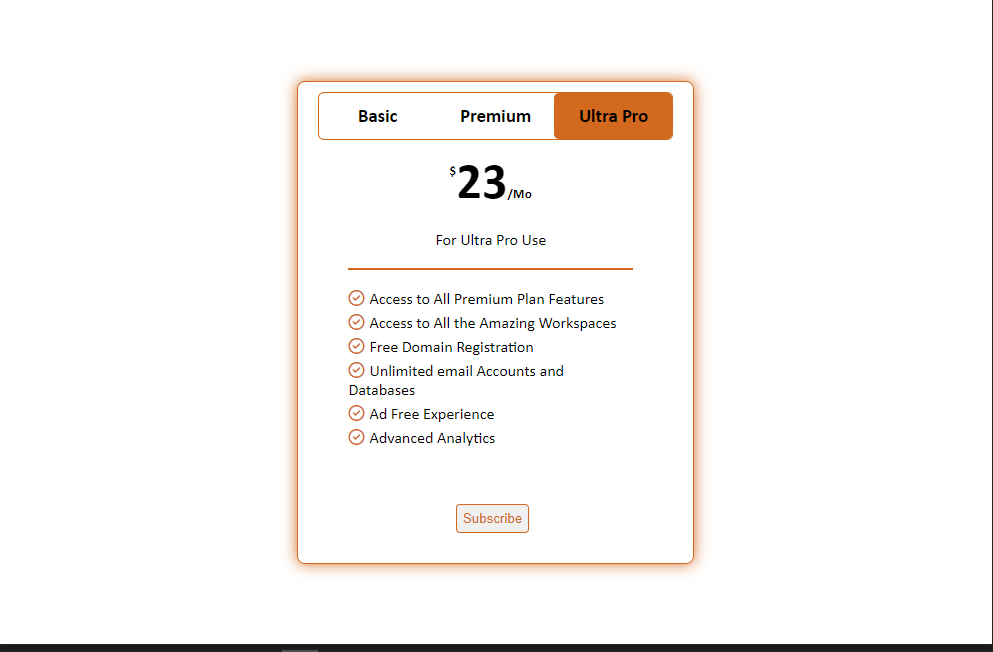 Basic Premium Ultra Pro
$23/Mo
For Ultra Pro Use
Access to All Premium Plan Features
Access to All the Amazing Workspaces
Free Domain Registration
Unlimited email Accounts and
Databases
Ad Free Experience
Advanced Analytics
Subscribe